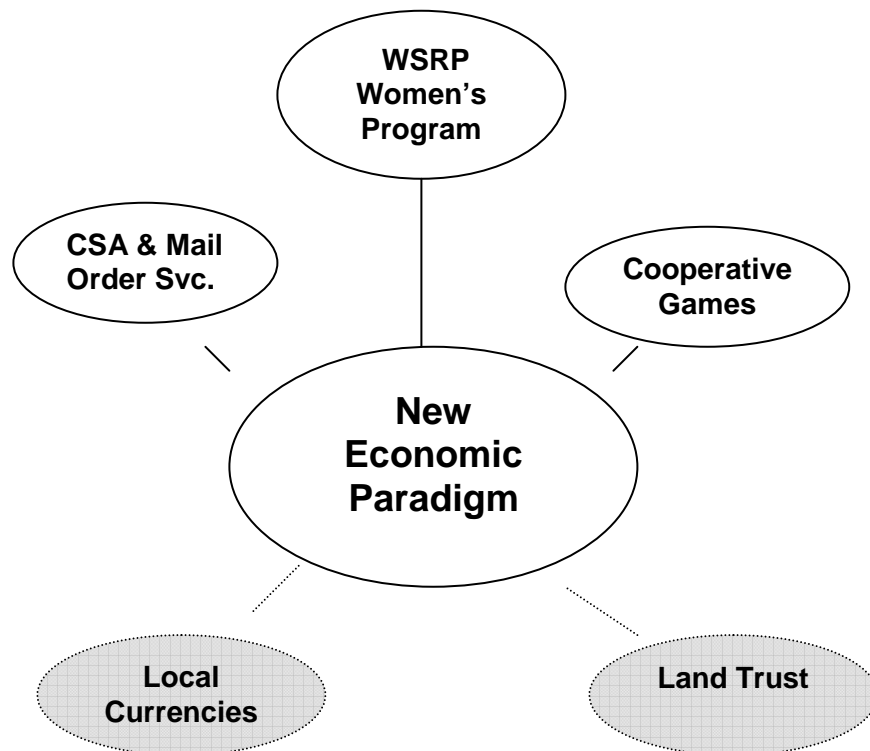 WSRP
Women’s
Program
CSA & Mail
Order Svc.
Cooperative
Games
New
Economic
Paradigm
Local
Currencies
Land Trust